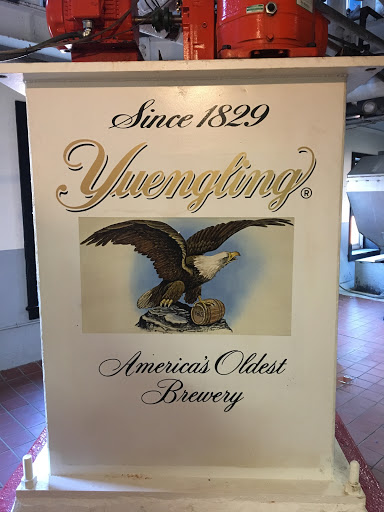 Since 1829
Yuengling®
America's Oldest
Brewery